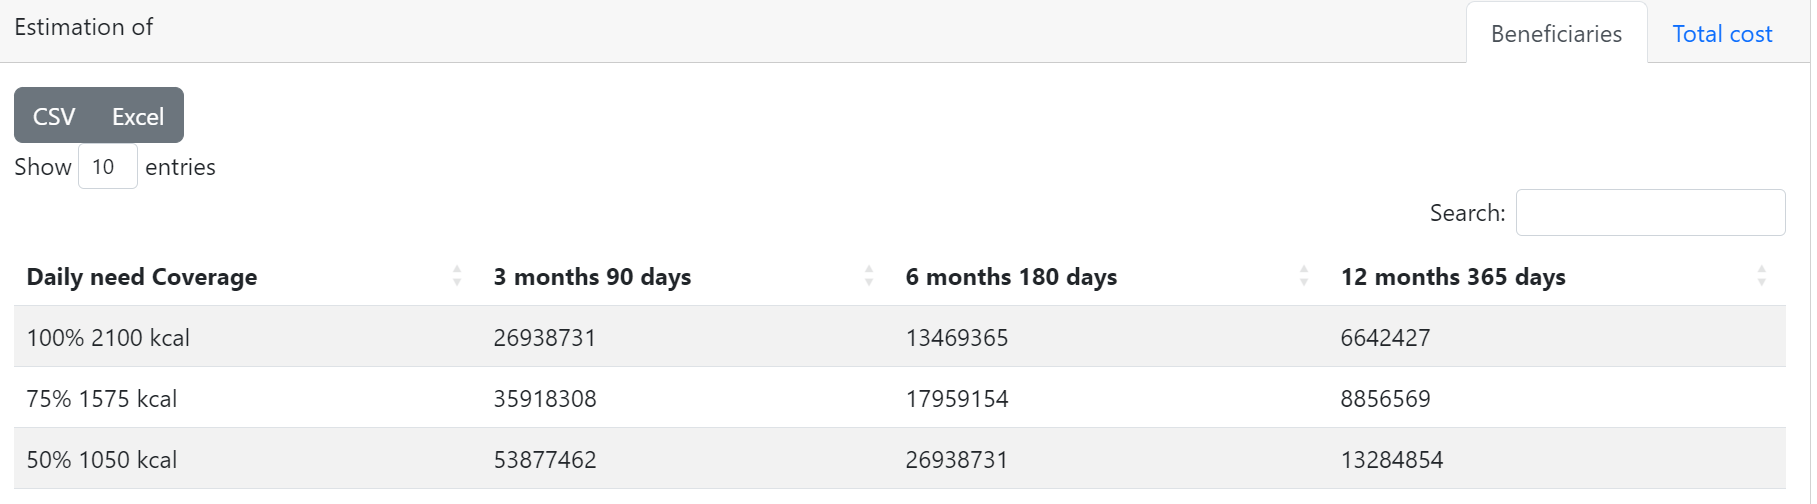 Estimation of
Beneficiaries Total cost
CSV Excel
Show 10 entries
Search:
Daily need Coverage 3 months 90 days 6 months 180 days 12 months 365 days
100% 2100 kcal 26938731 13469365 6642427
75% 1575 kcal 35918308 17959154 8856569
50% 1050 kcal 53877462 26938731 13284854